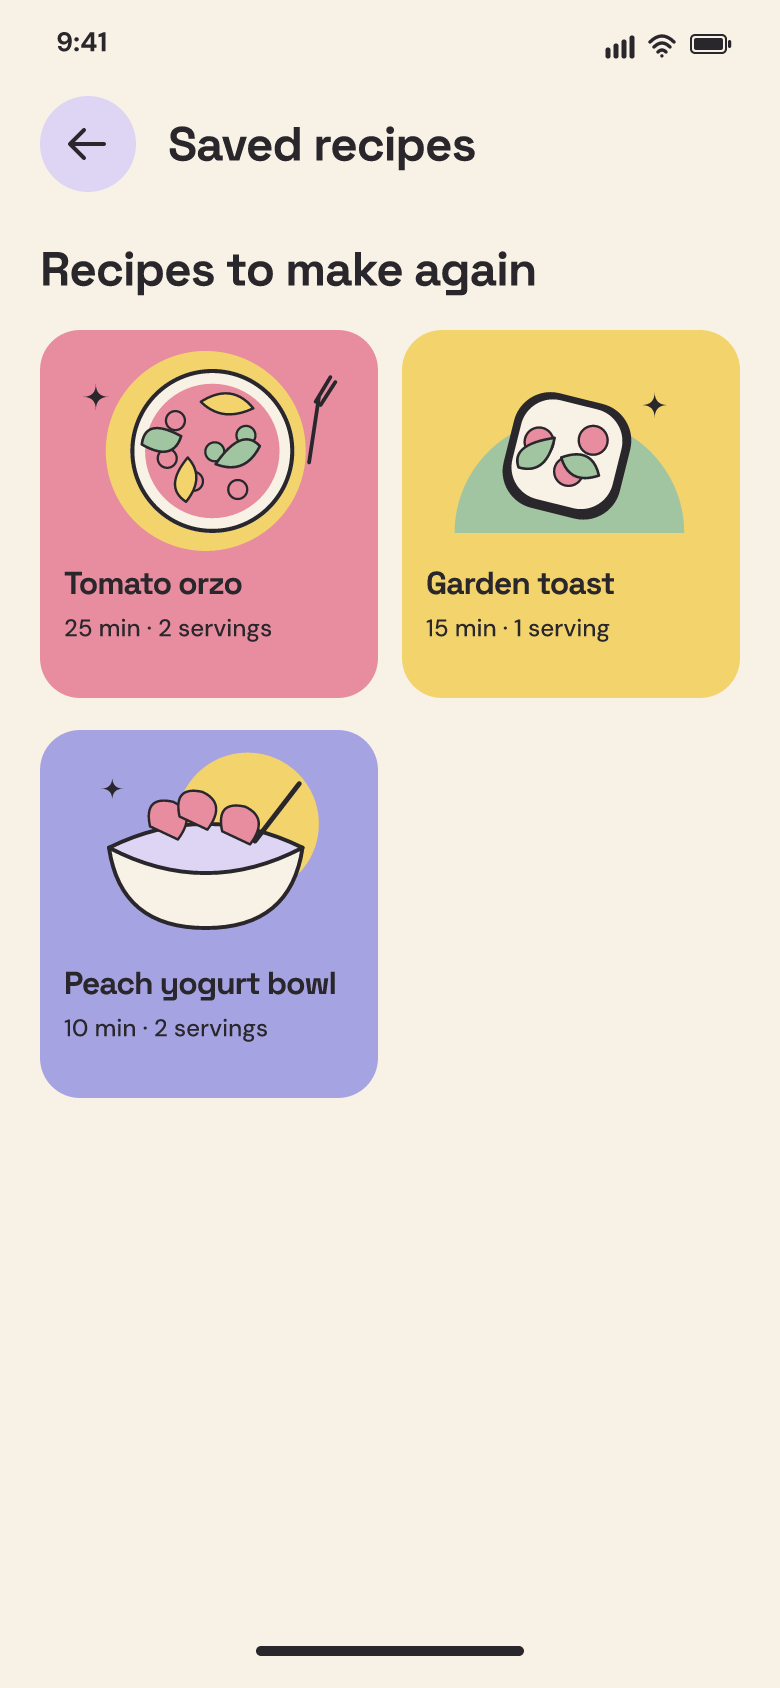 9:41
Saved recipes
Recipes to make again
Tomato orzo
25 min · 2 servings
Garden toast
15 min · 1 serving
Peach yogurt bowl
10 min · 2 servings